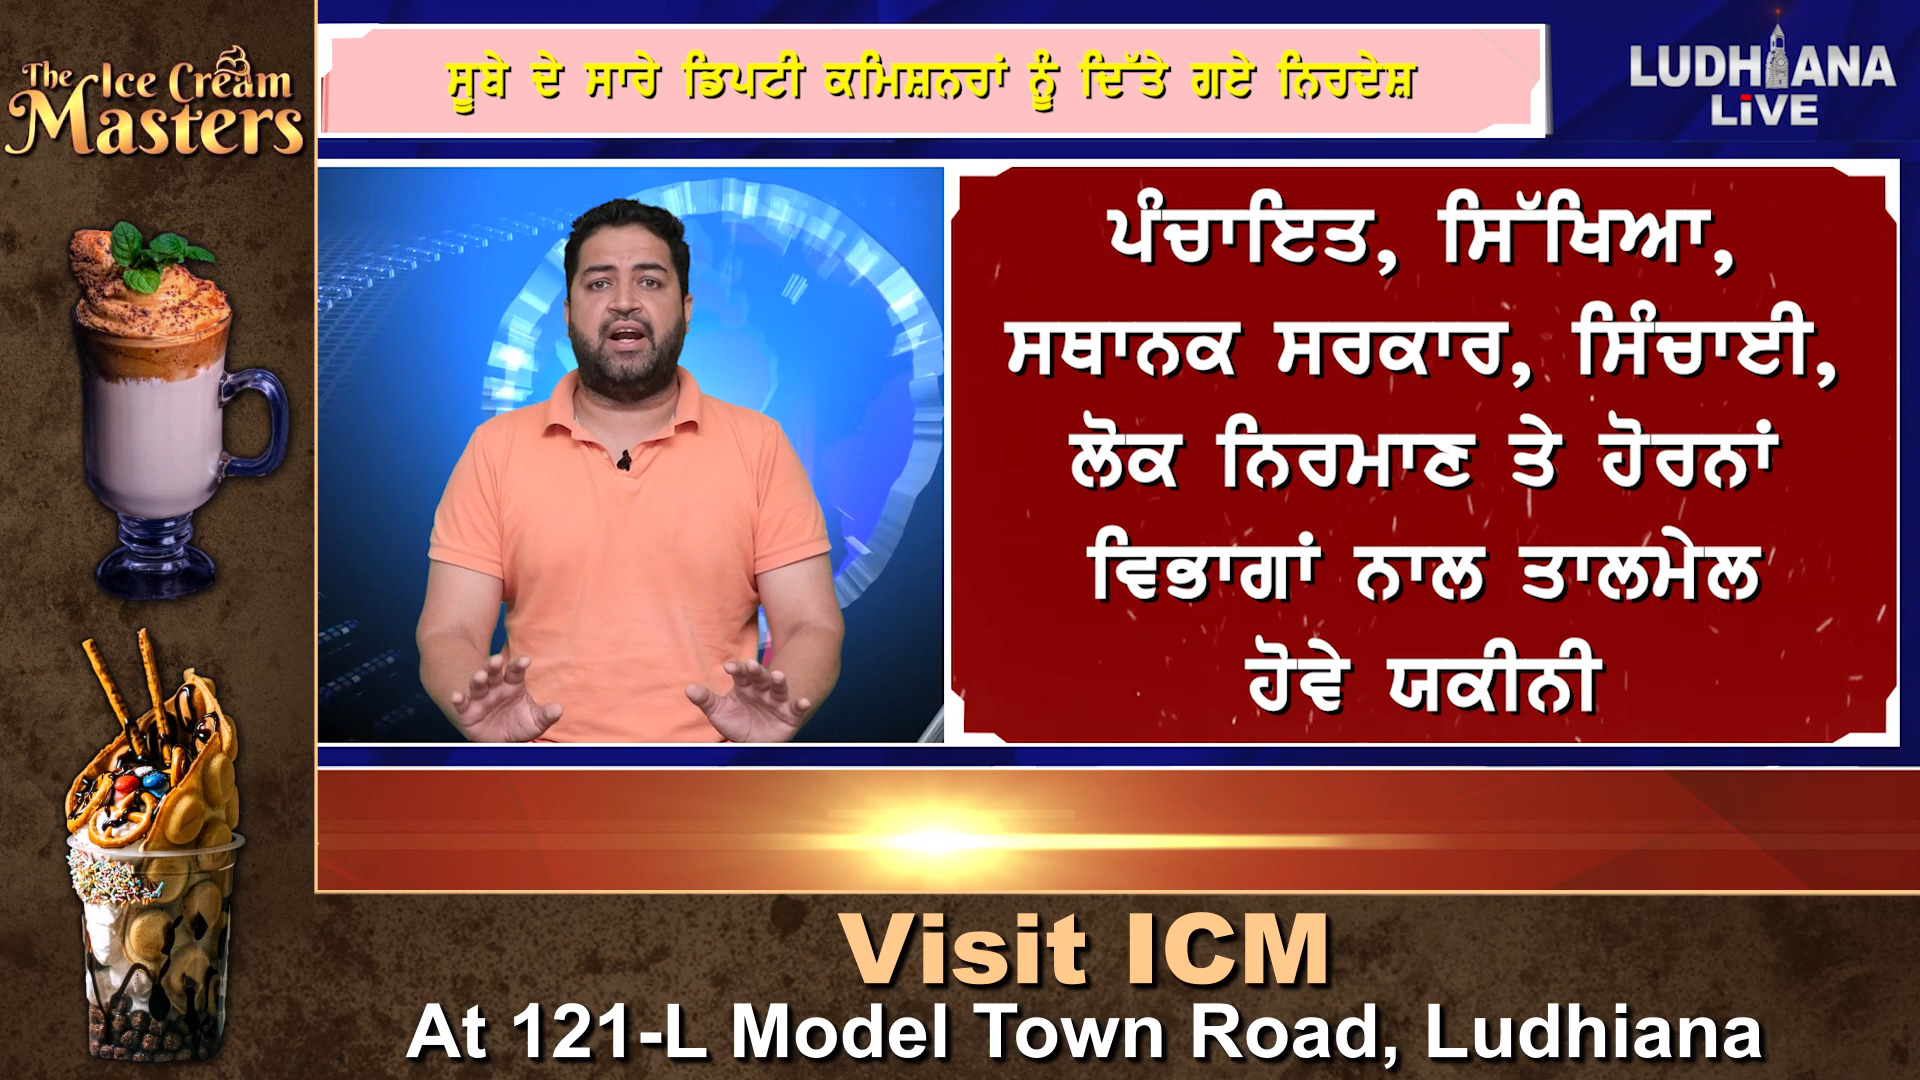 The Ice Cream
Masters
ਸੂਬੇ ਦੇ ਸਾਰੇ ਡਿਪਟੀ ਕਮਿਸ਼ਨਰਾਂ ਨੂੰ ਦਿੱਤੇ ਗਏ ਨਿਰਦੇਸ਼
LUDHIANA
LiVE
ਪੰਚਾਇਤ, ਸਿੱਖਿਆ,
ਸਥਾਨਕ ਸਰਕਾਰ, ਸਿੰਚਾਈ,
ਲੋਕ ਨਿਰਮਾਣ ਤੇ ਹੋਰਨਾਂ
ਵਿਭਾਗਾਂ ਨਾਲ ਤਾਲਮੇਲ
ਹੋਵੇ ਯਕੀਨੀ
Visit ICM
At 121-L Model Town Road, Ludhiana